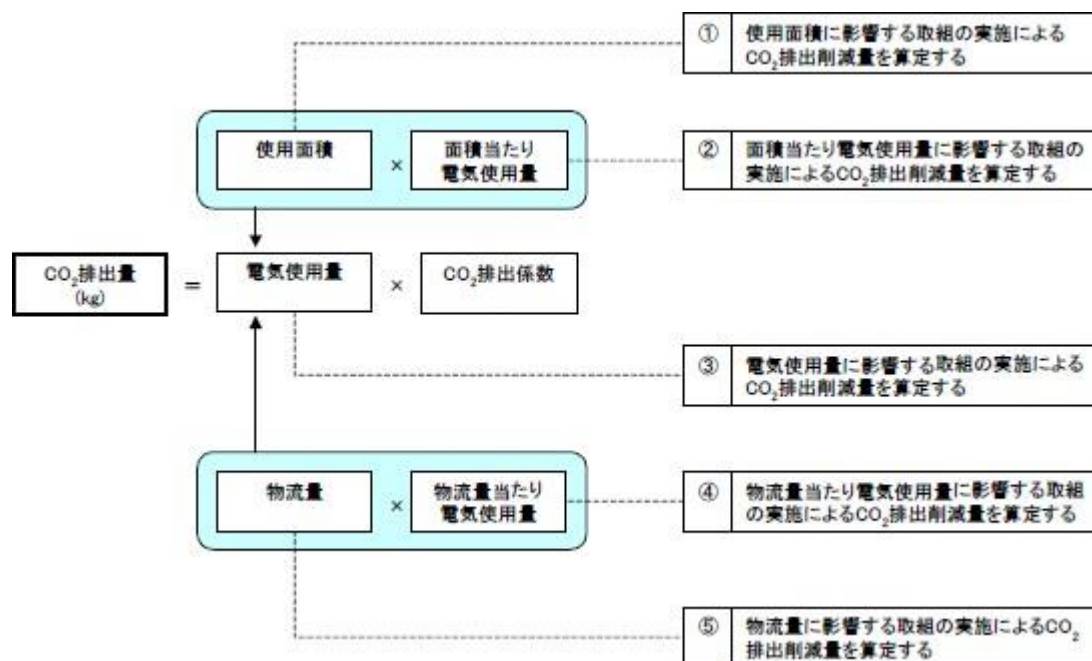 ① 使用面積に影響する取組の実施による
CO₂排出削減量を算定する
使用面積 × 面積当たり
電気使用量
② 面積当たり電気使用量に影響する取組の
実施によるCO₂排出削減量を算定する
CO₂排出量
(kg)
= 電気使用量 × CO₂排出係数
③ 電気使用量に影響する取組の実施による
CO₂排出削減量を算定する
物流量 × 物流量当たり
電気使用量
④ 物流量当たり電気使用量に影響する取組
の実施によるCO₂排出削減量を算定する
⑤ 物流量に影響する取組の実施によるCO₂
排出削減量を算定する